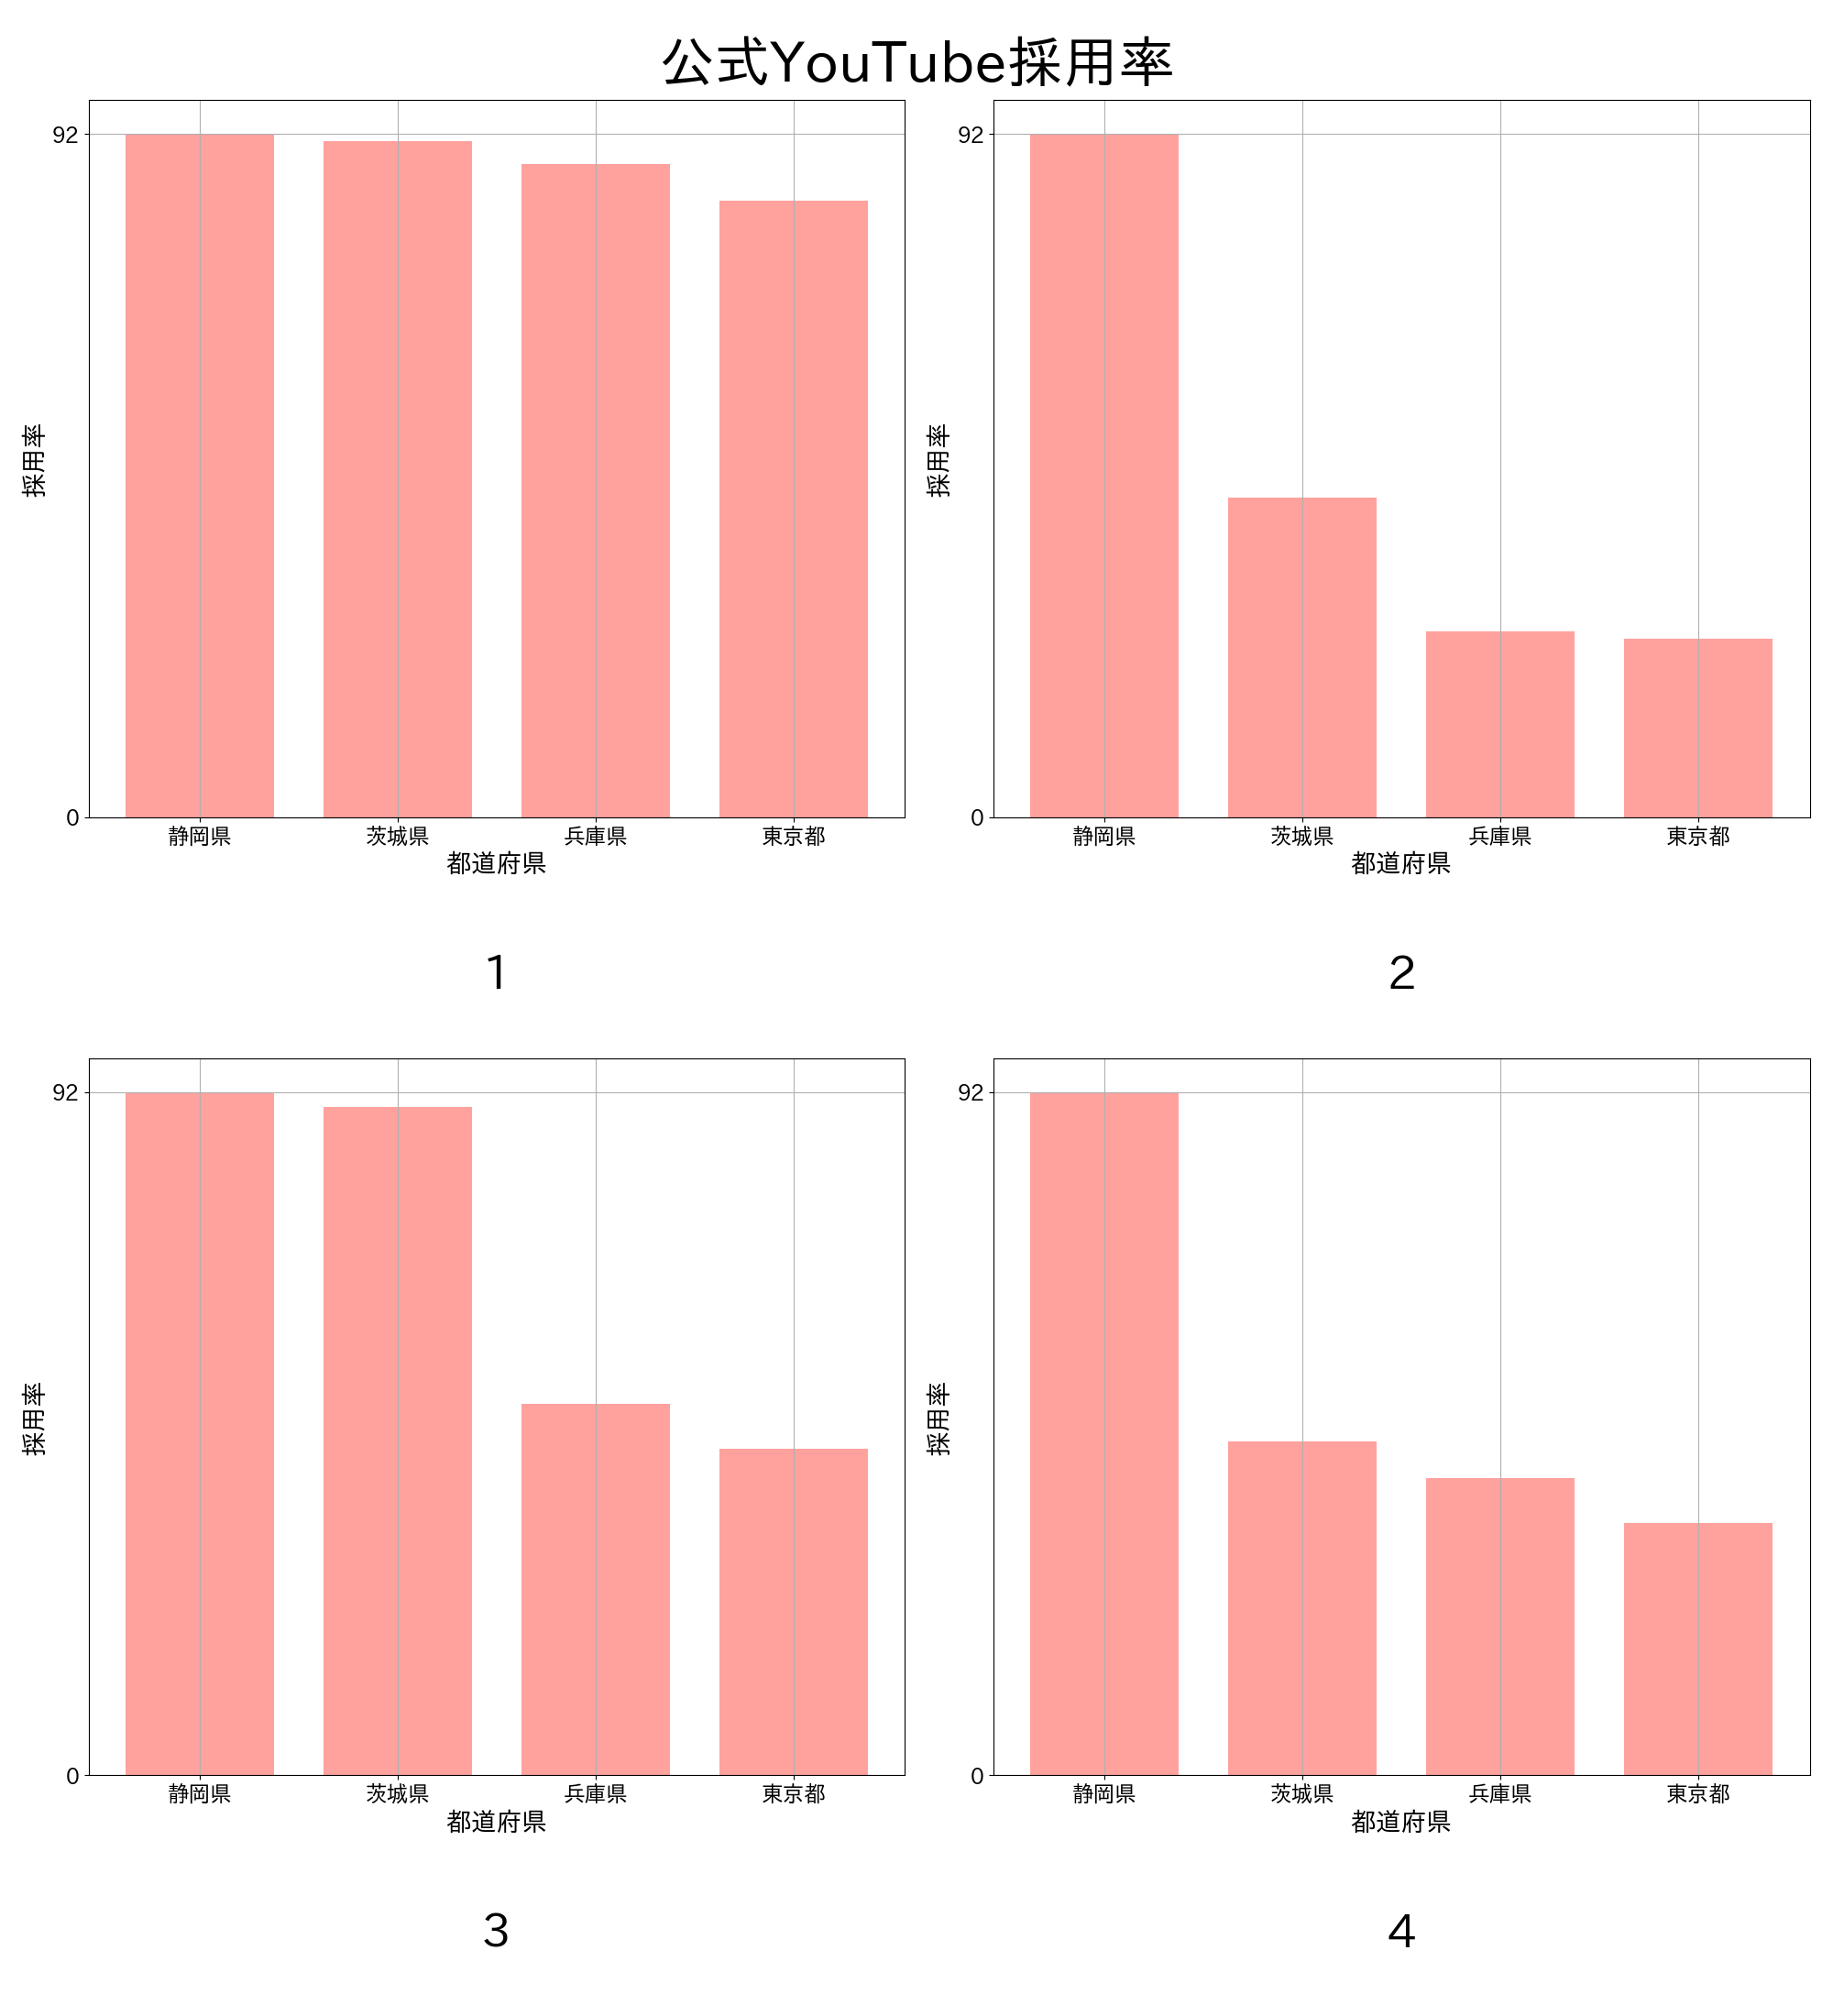 公式YouTube採用率
92
0
採用率
静岡県 茨城県 兵庫県 東京都
都道府県
1
92
0
採用率
静岡県 茨城県 兵庫県 東京都
都道府県
2
92
0
採用率
静岡県 茨城県 兵庫県 東京都
都道府県
3
92
0
採用率
静岡県 茨城県 兵庫県 東京都
都道府県
4